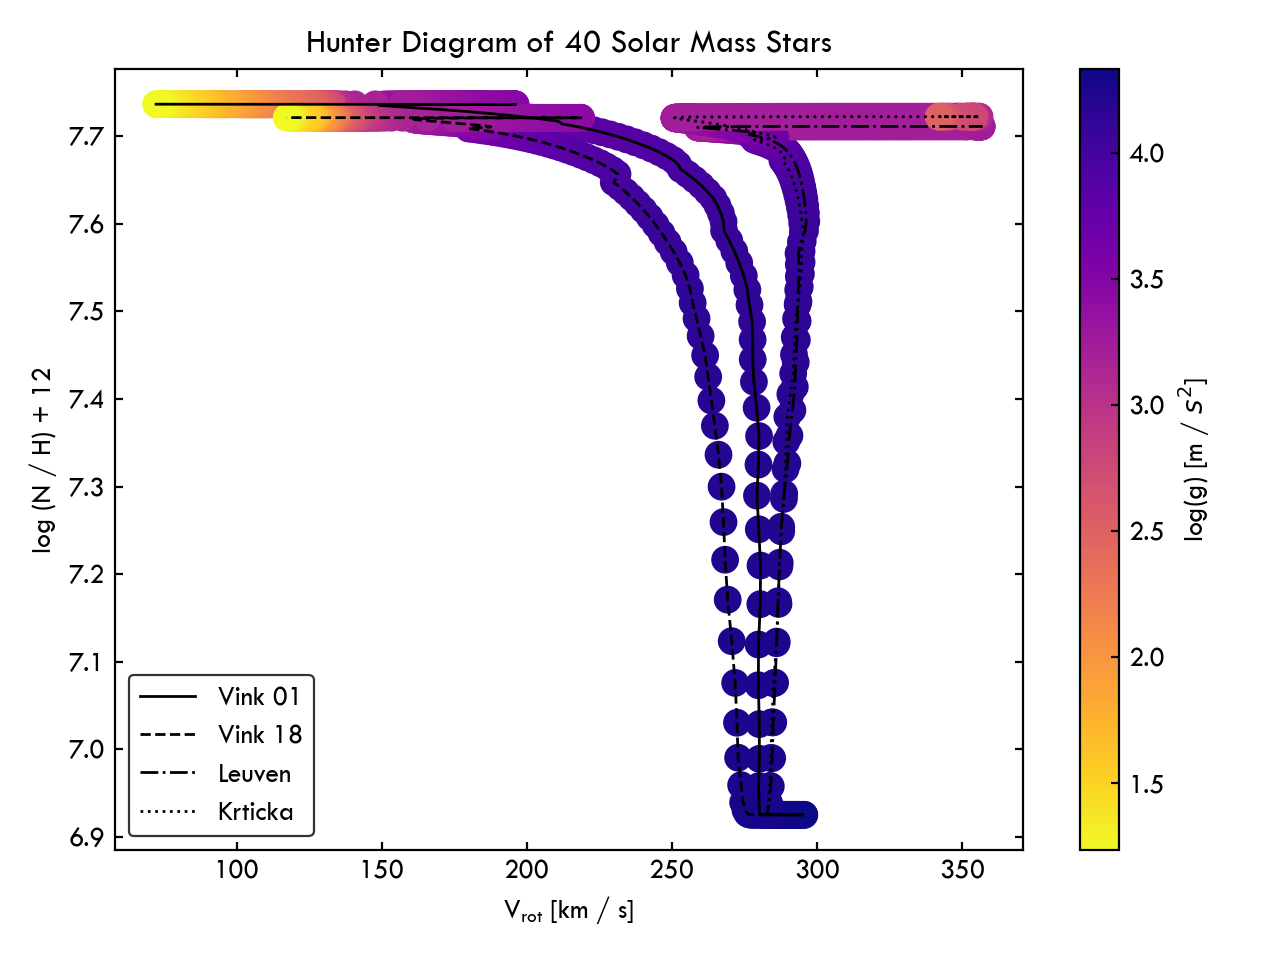 Hunter Diagram of 40 Solar Mass Stars
log (N / H) + 12
7.7
7.6
7.5
7.4
7.3
7.2
7.1
7.0
6.9
100 150 200 250 300 350
V_rot [km / s]
Vink 01
Vink 18
Leuven
Krticka
4.0
3.5
3.0
2.5
2.0
1.5
log(g) [m / s²]